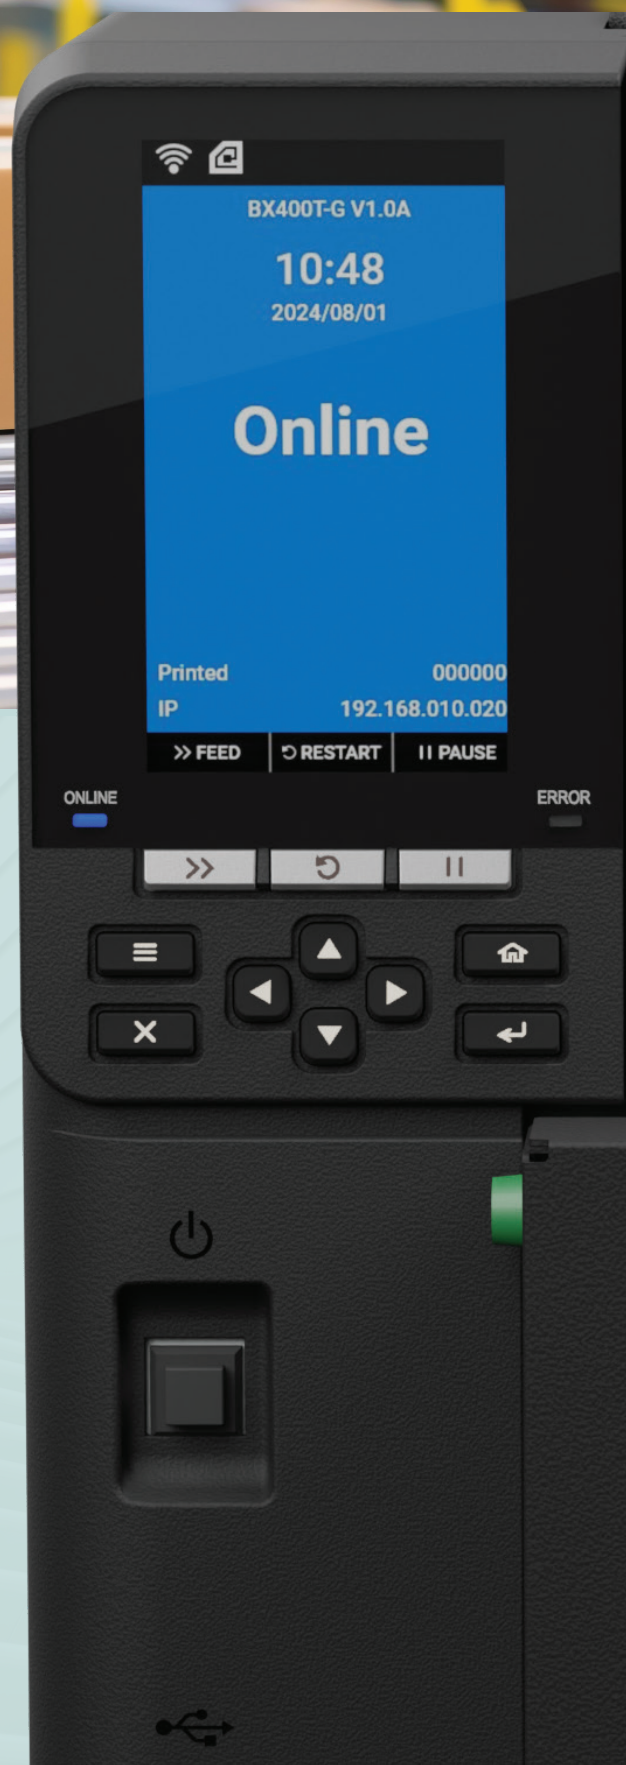 BX400T-G V1.0A
10:48
2024/08/01
Online
Printed 000000
IP 192.168.010.020
FEED RESTART PAUSE
ONLINE ERROR